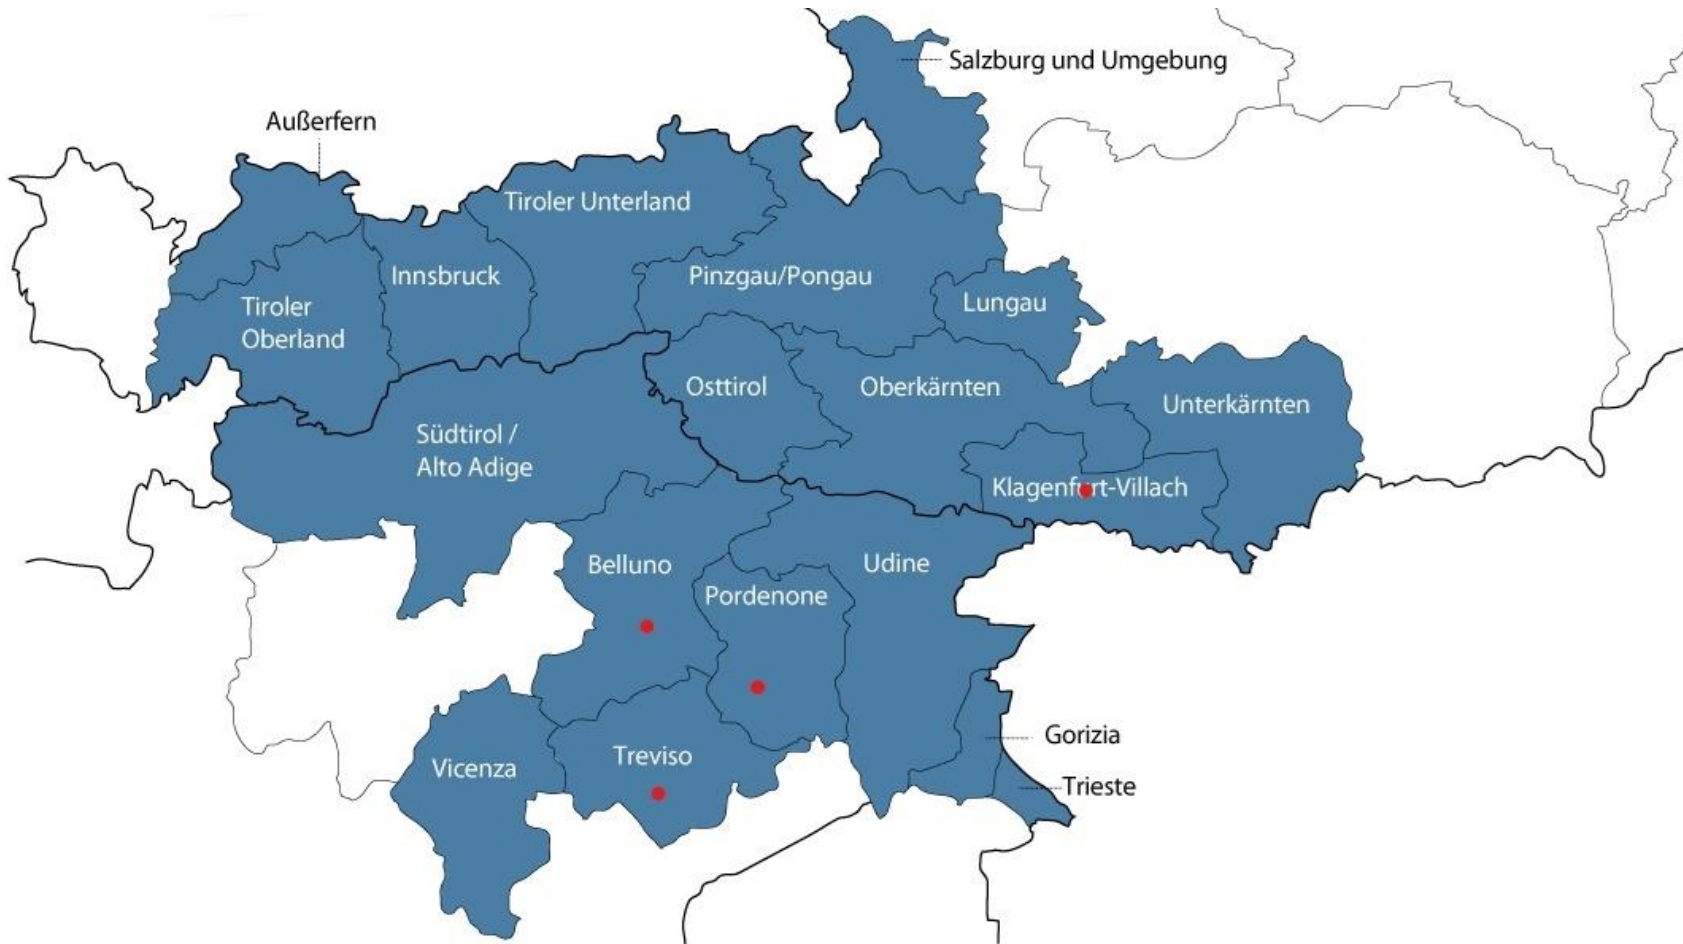 Salzburg und Umgebung
Außerfern
Tiroler Unterland
Innsbruck
Pinzgau/Pongau
Tiroler
Oberland
Lungau
Osttirol
Oberkärnten
Unterkärnten
Südtirol /
Alto Adige
Klagenfurt-Villach
Belluno
Udine
Pordenone
Gorizia
Treviso
Vicenza
Trieste